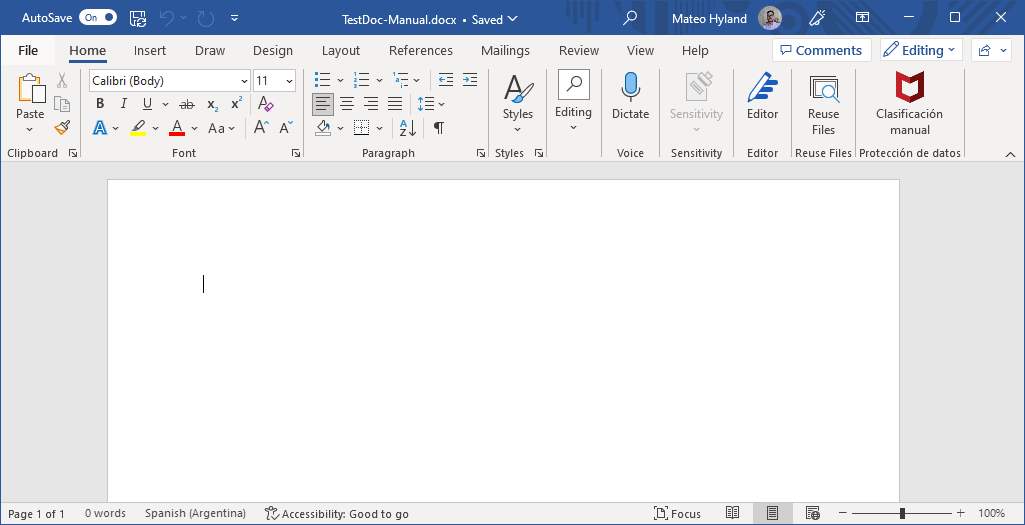 AutoSave On TestDoc-Manual.docx • Saved Mateo Hyland
File Home Insert Draw Design Layout References Mailings Review View Help Comments Editing
Calibri (Body) 11
B I U ab x₂ x² A
A A Aa A A A Z ¶
Paste Styles Editing Dictate Sensitivity Editor Reuse Files Clasificación manual
Clipboard Font Paragraph Styles Voice Sensitivity Editor Reuse Files Protección de datos
Page 1 of 1 0 words Spanish (Argentina) Accessibility: Good to go Focus 100%